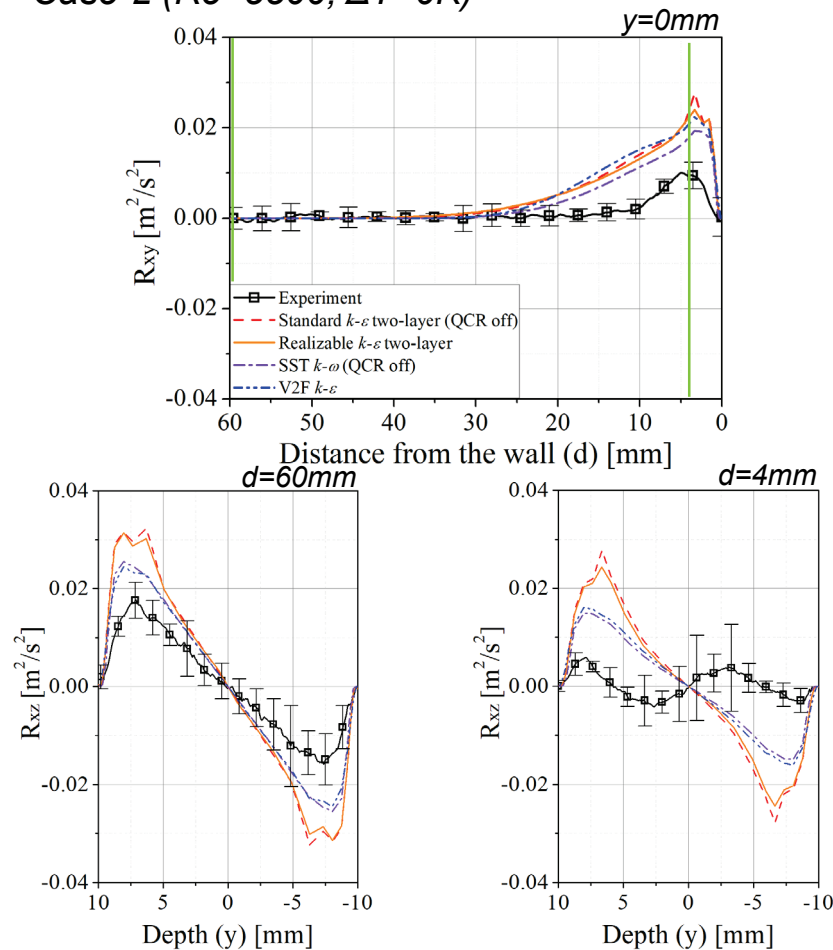 y=0mm
0.04
0.02
0.00
-0.02
-0.04
Rxy [m²/s²]
Experiment
Standard k-ε two-layer (QCR off)
Realizable k-ε two-layer
SST k-ω (QCR off)
V2F k-ε
60 50 40 30 20 10 0
Distance from the wall (d) [mm]
d=60mm
0.04
0.02
0.00
-0.02
-0.04
Rxz [m²/s²]
10 5 0 -5 -10
Depth (y) [mm]
d=4mm
0.04
0.02
0.00
-0.02
-0.04
Rxz [m²/s²]
10 5 0 -5 -10
Depth (y) [mm]